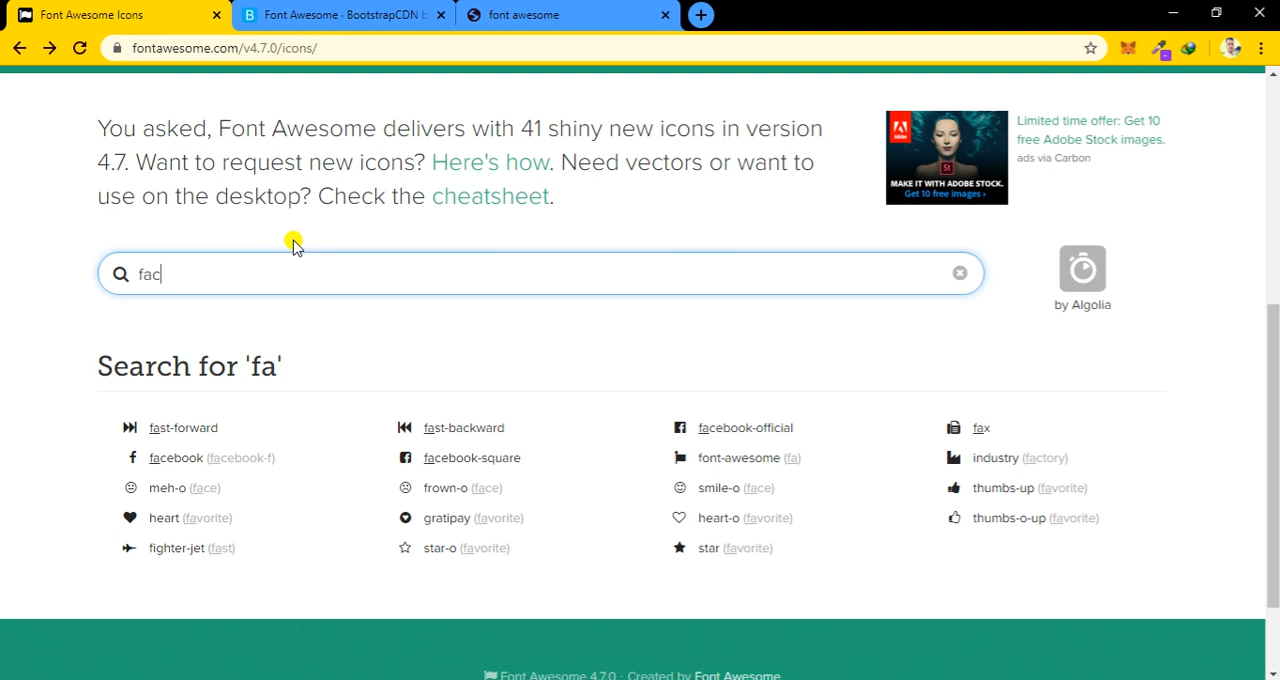 Font Awesome Icons
Font Awesome · BootstrapCDN b
font awesome
fontawesome.com/v4.7.0/icons/
You asked, Font Awesome delivers with 41 shiny new icons in version
4.7. Want to request new icons? Here's how. Need vectors or want to
use on the desktop? Check the cheatsheet.
MAKE IT WITH ADOBE STOCK.
Get 10 free images ›
Limited time offer: Get 10
free Adobe Stock images.
ads via Carbon
fac
by Algolia
Search for 'fa'
fast-forward
fast-backward
facebook-official
fax
facebook (facebook-f)
facebook-square
font-awesome (fa)
industry (factory)
meh-o (face)
frown-o (face)
smile-o (face)
thumbs-up (favorite)
heart (favorite)
gratipay (favorite)
heart-o (favorite)
thumbs-o-up (favorite)
fighter-jet (fast)
star-o (favorite)
star (favorite)
Font Awesome 4.7.0 · Created by Font Awesome